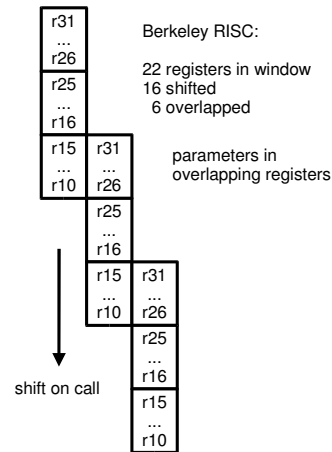 r31
...
r26
r25
...
r16
r15
...
r10
r31
...
r26
r25
...
r16
r15
...
r10
r31
...
r26
r25
...
r16
r15
...
r10
shift on call
Berkeley RISC:
22 registers in window
16 shifted
6 overlapped
parameters in
overlapping registers